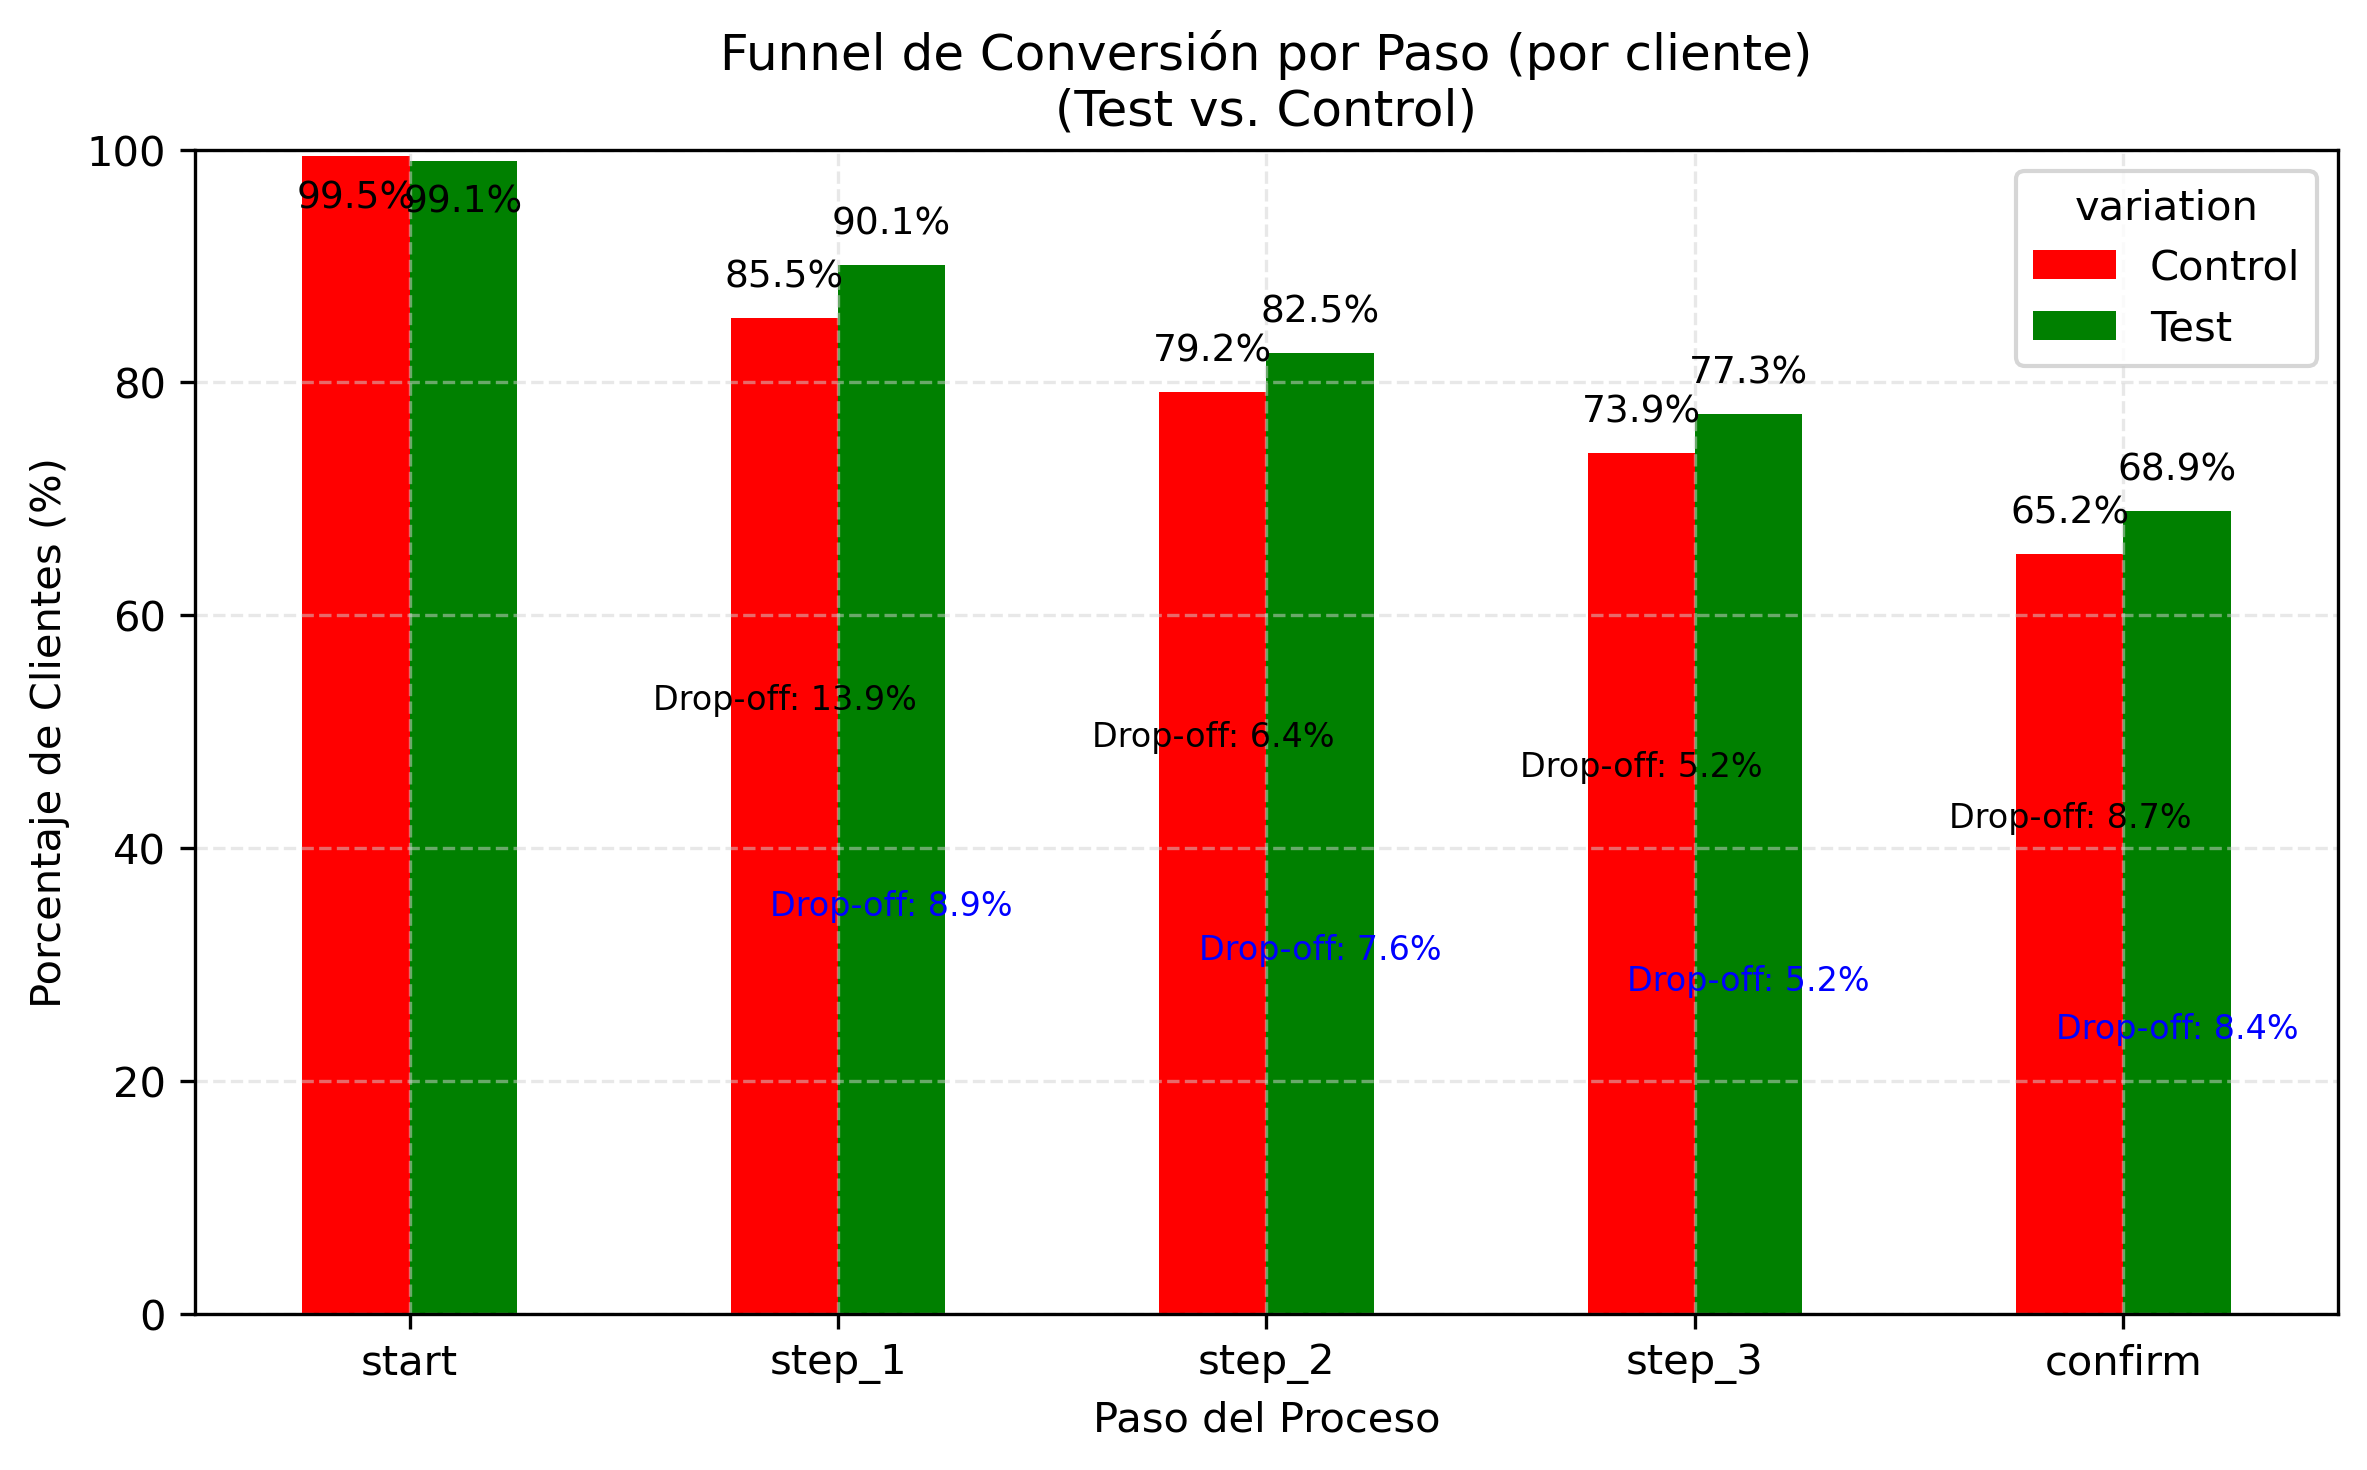 Funnel de Conversión por Paso (por cliente)
(Test vs. Control)
Porcentaje de Clientes (%)
100
80
60
40
20
0
99.5%
99.1%
85.5%
90.1%
79.2%
82.5%
73.9%
77.3%
65.2%
68.9%
Drop-off: 13.9%
Drop-off: 6.4%
Drop-off: 5.2%
Drop-off: 8.7%
Drop-off: 8.9%
Drop-off: 7.6%
Drop-off: 5.2%
Drop-off: 8.4%
variation
Control
Test
start
step_1
step_2
step_3
confirm
Paso del Proceso